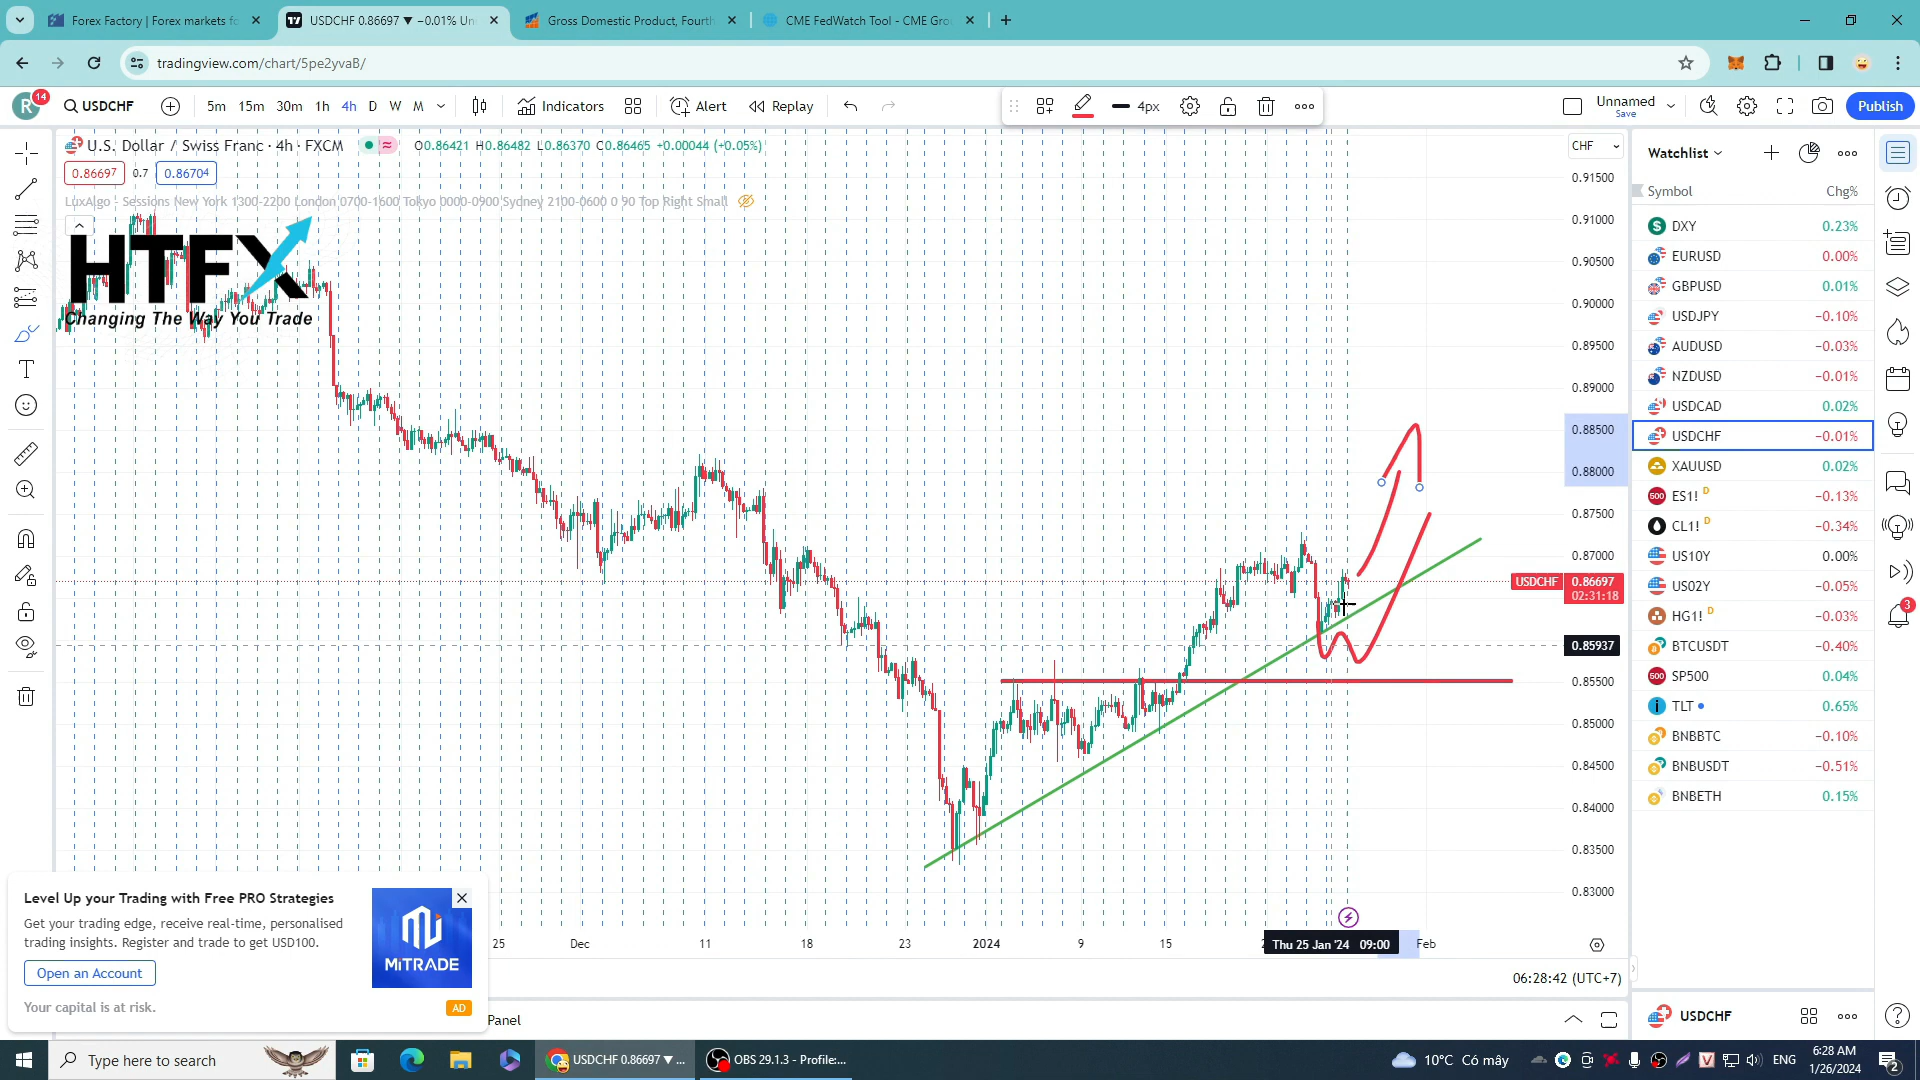 Forex Factory | Forex markets fo
USDCHF 0.86697 ▼ −0.01% Un
Gross Domestic Product, Fourth
CME FedWatch Tool - CME Gro
tradingview.com/chart/5pe2yvaB/
R 14 USDCHF 5m 15m 30m 1h 4h D W M Indicators Alert Replay 4px Unnamed Save Publish
U.S. Dollar / Swiss Franc · 4h · FXCM O0.86421 H0.86482 L0.86370 C0.86465 +0.00044 (+0.05%)
0.86697 0.7 0.86704
LuxAlgo - Sessions New York 1300-2200 London 0700-1600 Tokyo 0000-0900 Sydney 2100-0600 0 90 Top Right Small
HTFX
Changing The Way You Trade
CHF
0.91500
0.91000
0.90500
0.90000
0.89500
0.89000
0.88500
0.88000
0.87500
0.87000
USDCHF 0.86697
02:31:18
0.85937
0.85500
0.85000
0.84500
0.84000
0.83500
0.83000
25 Dec 11 18 23 2024 9 15 Thu 25 Jan '24 09:00 Feb
06:28:42 (UTC+7)
Panel
Watchlist
Symbol Chg%
DXY 0.23%
EURUSD 0.00%
GBPUSD 0.01%
USDJPY −0.10%
AUDUSD −0.03%
NZDUSD −0.01%
USDCAD 0.02%
USDCHF −0.01%
XAUUSD 0.02%
500 ES1! D −0.13%
CL1! D −0.34%
US10Y 0.00%
US02Y −0.05%
HG1! D −0.03%
BTCUSDT −0.40%
500 SP500 0.04%
TLT 0.65%
BNBBTC −0.10%
BNBUSDT −0.51%
BNBETH 0.15%
USDCHF
3
Level Up your Trading with Free PRO Strategies
Get your trading edge, receive real-time, personalised
trading insights. Register and trade to get USD100.
Open an Account
Your capital is at risk.
MiTRADE
AD
Type here to search
USDCHF 0.86697 ▼ ...
OBS 29.1.3 - Profile:...
10°C Có mây
ENG
6:28 AM
1/26/2024
2